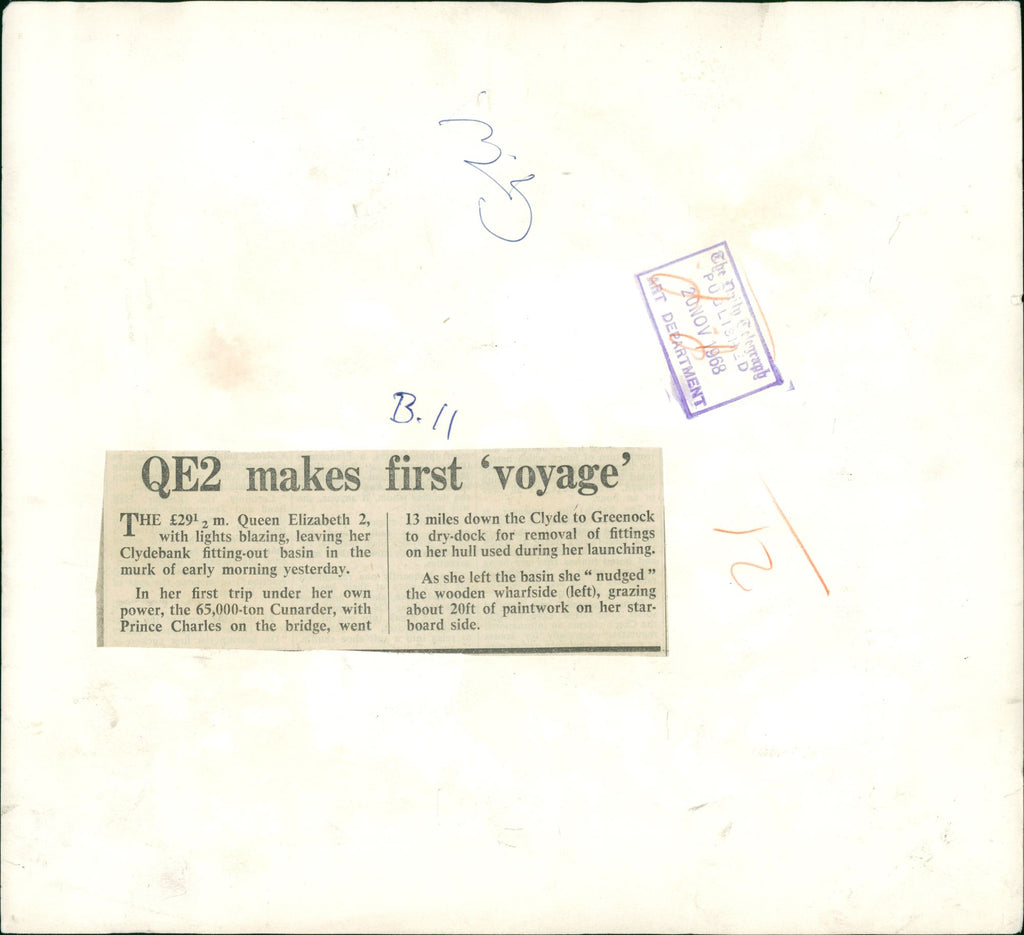 The Daily Telegraph
PUBLISHED
20 NOV 1968
ART DEPARTMENT
B. 11
QE2 makes first ‘voyage’
THE £29½ m. Queen Elizabeth 2,
with lights blazing, leaving her
Clydebank fitting-out basin in the
murk of early morning yesterday.
In her first trip under her own
power, the 65,000-ton Cunarder, with
Prince Charles on the bridge, went
13 miles down the Clyde to Greenock
to dry-dock for removal of fittings
on her hull used during her launching.
As she left the basin she “ nudged ”
the wooden wharfside (left), grazing
about 20ft of paintwork on her star-
board side.